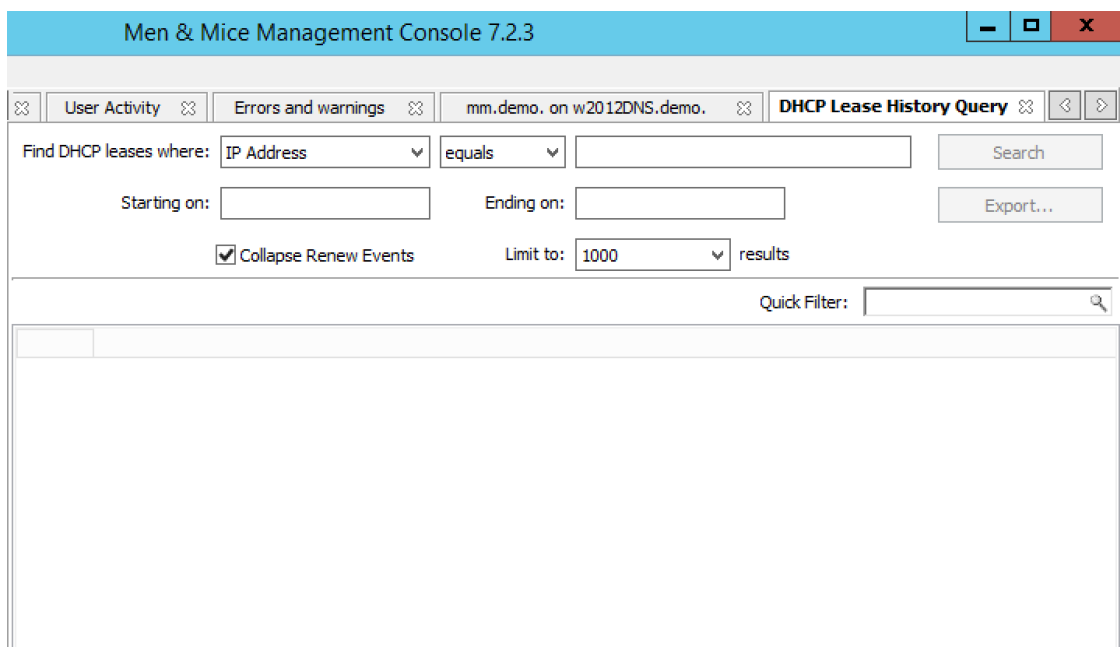 Men & Mice Management Console 7.2.3
User Activity Errors and warnings mm.demo. on w2012DNS.demo. DHCP Lease History Query
Find DHCP leases where: IP Address equals Search
Starting on: Ending on: Export...
Collapse Renew Events Limit to: 1000 results
Quick Filter: